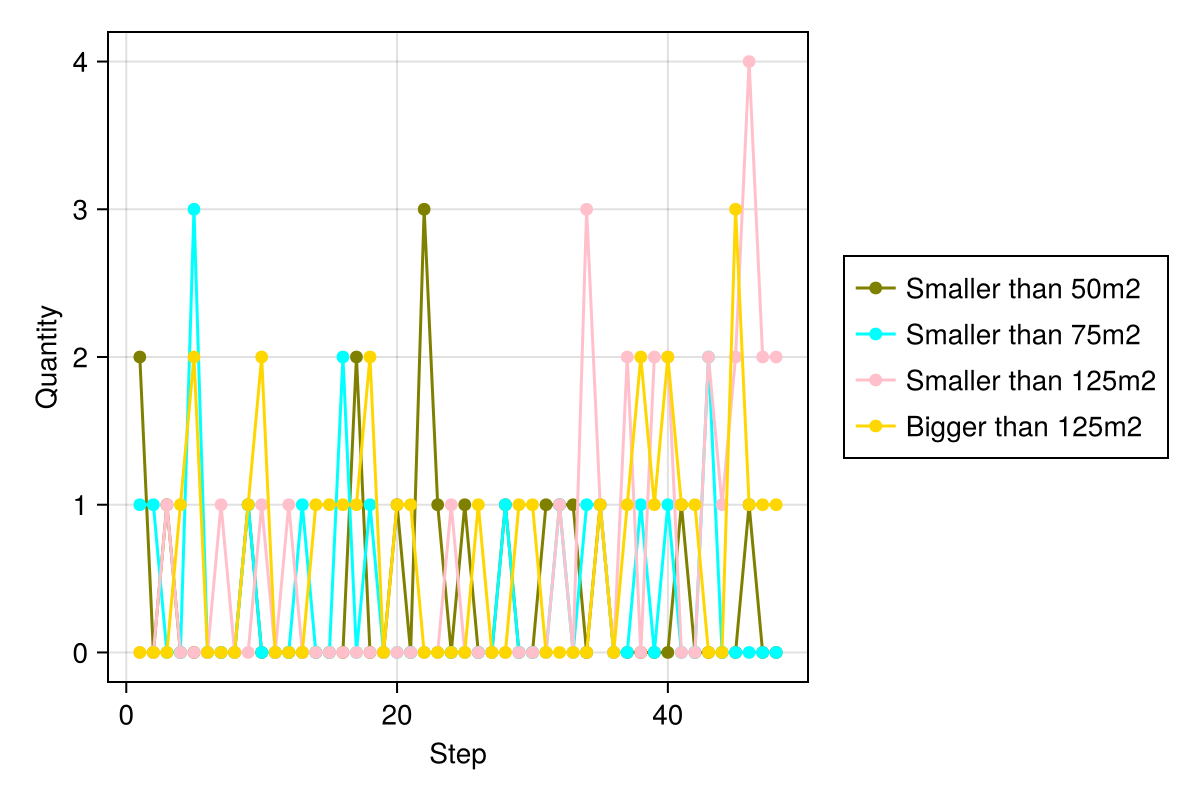 4
3
2
1
0
Quantity
0 20 40
Step
Smaller than 50m2
Smaller than 75m2
Smaller than 125m2
Bigger than 125m2